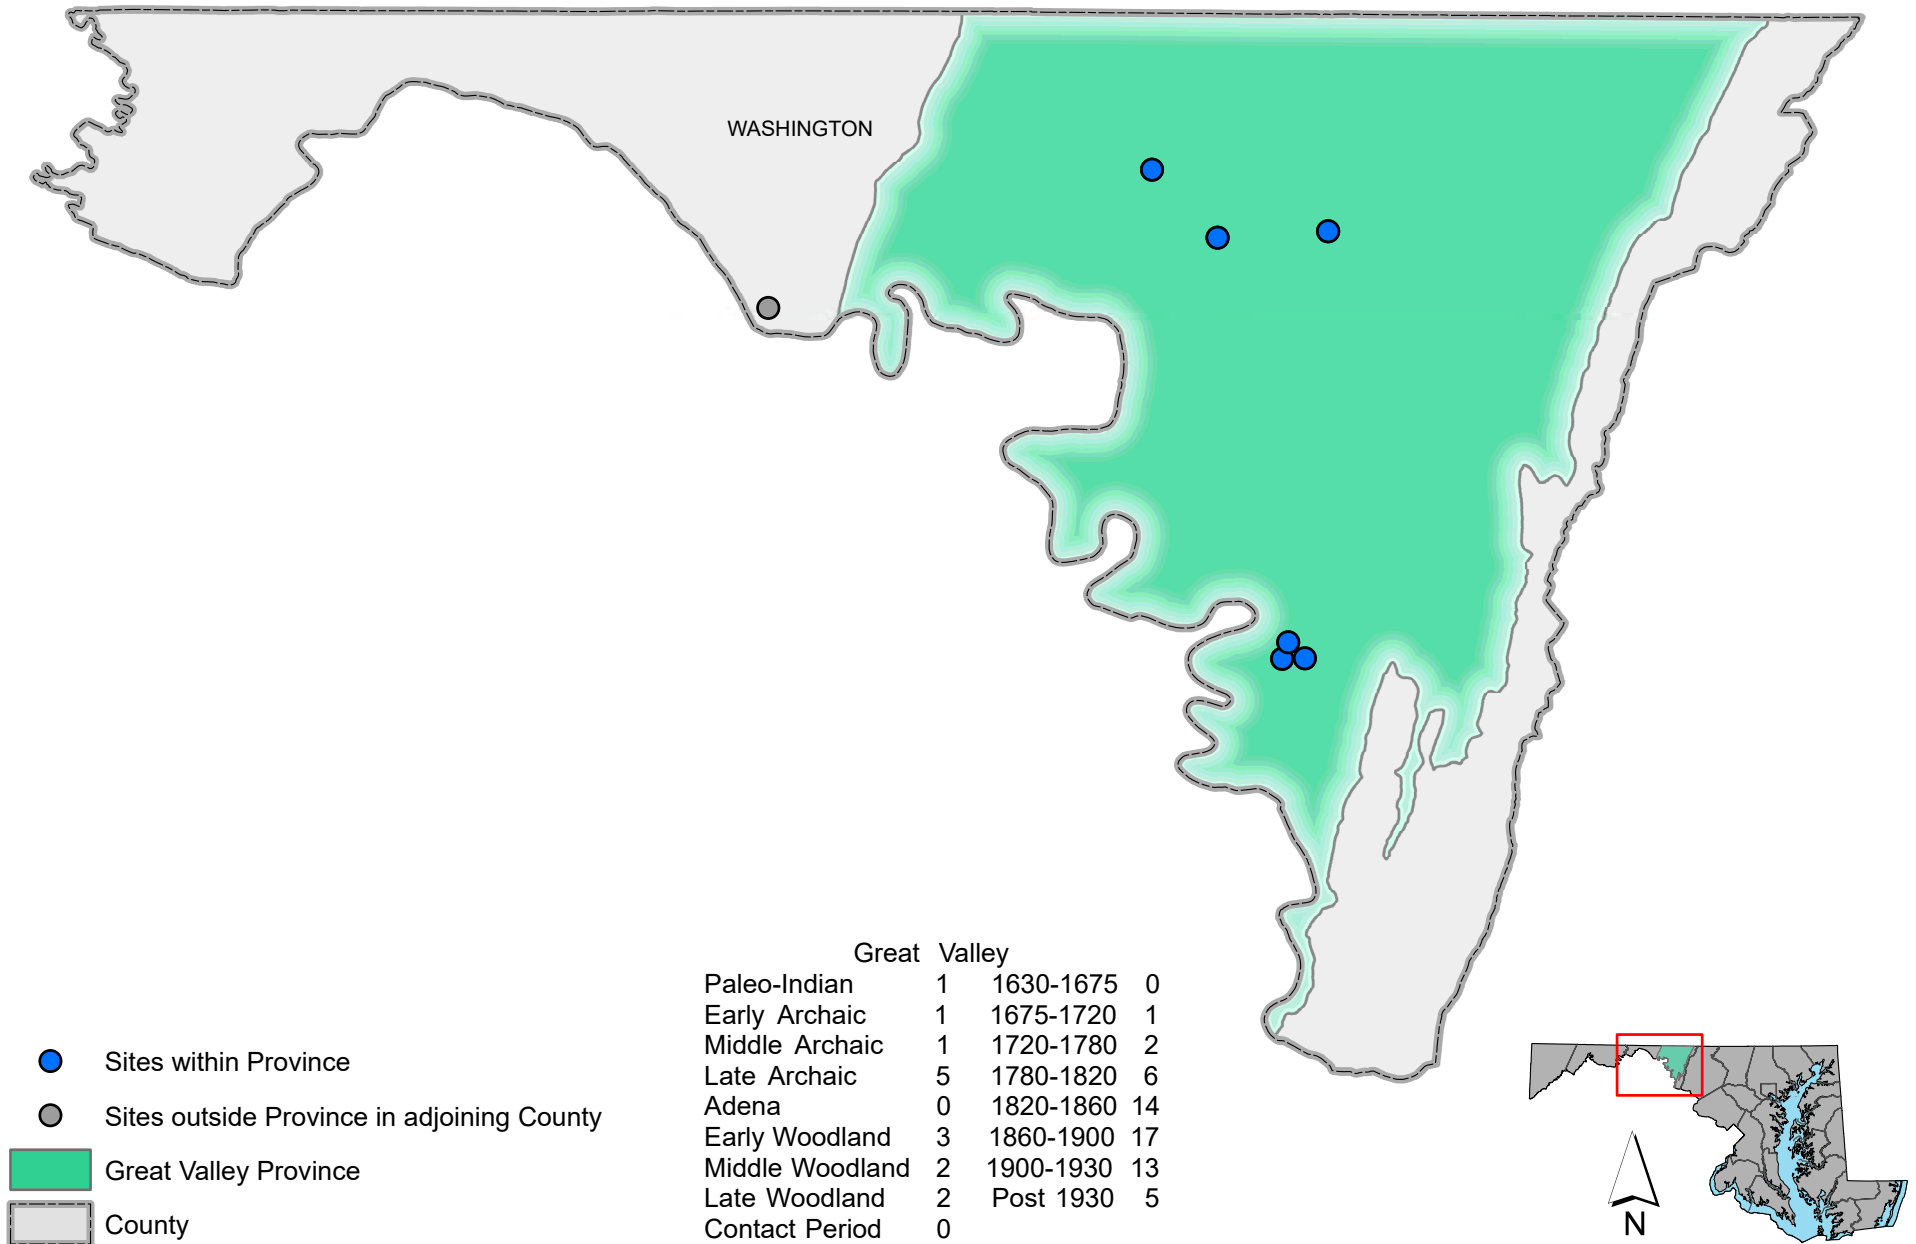 WASHINGTON
Great Valley
Paleo-Indian 1 1630-1675 0
Early Archaic 1 1675-1720 1
Middle Archaic 1 1720-1780 2
Late Archaic 5 1780-1820 6
Adena 0 1820-1860 14
Early Woodland 3 1860-1900 17
Middle Woodland 2 1900-1930 13
Late Woodland 2 Post 1930 5
Contact Period 0
Sites within Province
Sites outside Province in adjoining County
Great Valley Province
County
N